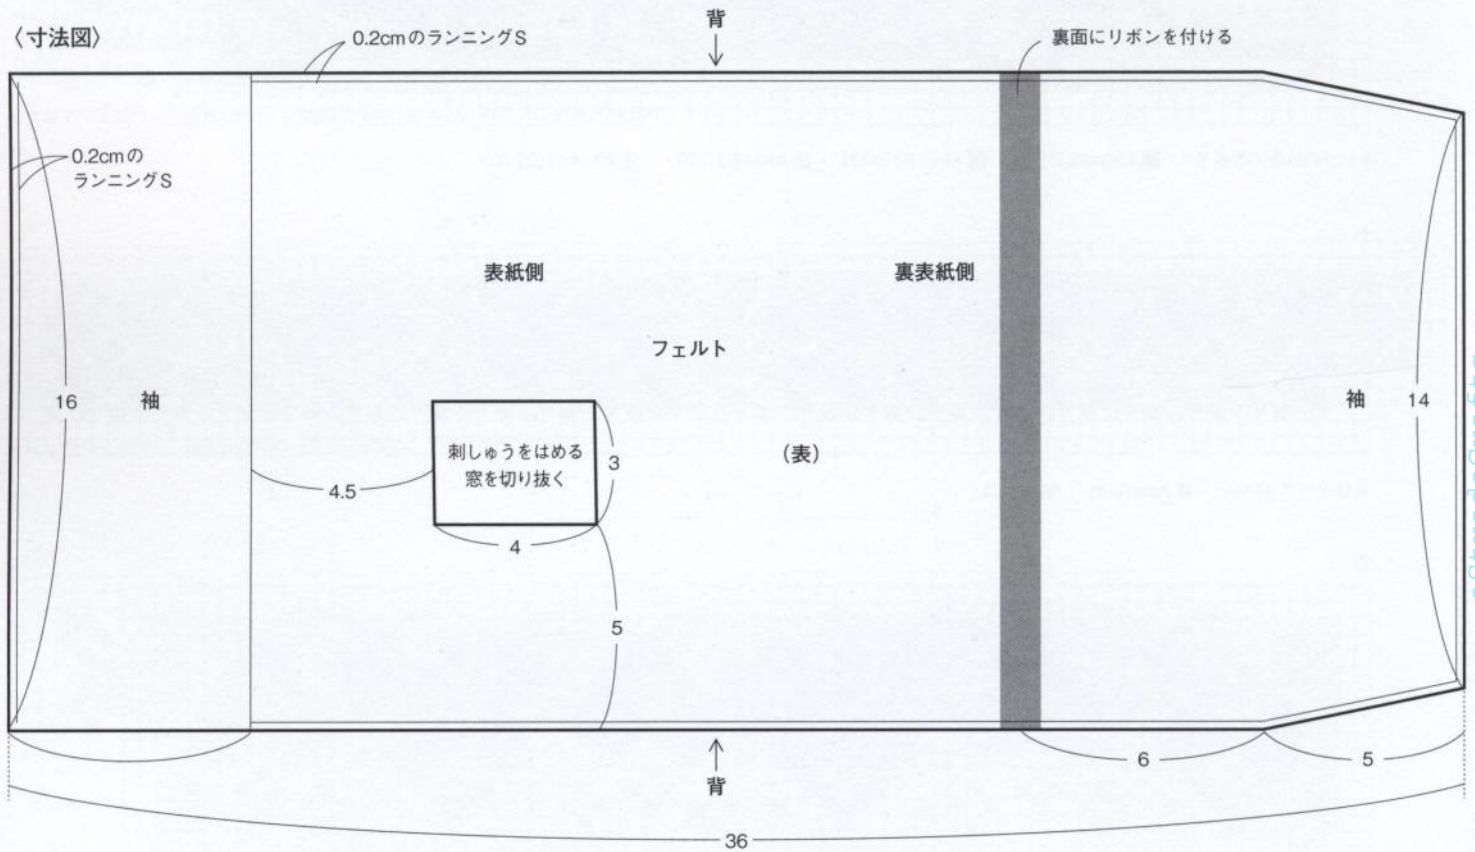 背
〈寸法図〉
0.2cmのランニングS
裏面にリボンを付ける
0.2cmの
ランニングS
表紙側
裏表紙側
フェルト
16
袖
袖
14
刺しゅうをはめる
窓を切り抜く
3
(表)
4.5
4
5
6
5
背
36